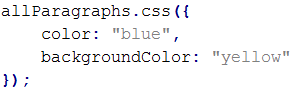 allParagraphs.css({
    color: "blue",
    backgroundColor: "yellow"
});